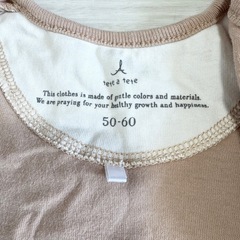 tete a tete
This clothes is made of gentle colors and materials.
We are praying for your healthy growth and happiness.
50-60